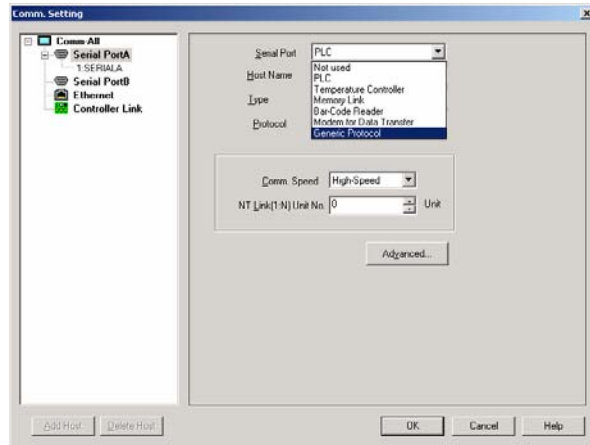 Comm. Setting
Comm All
Serial PortA
1:SERIALA
Serial PortB
Ethernet
Controller Link
Serial Port PLC
Not used
PLC
Temperature Controller
Memory Link
Bar-Code Reader
Modem for Data Transfer
Generic Protocol
Host Name
Type
Protocol
Comm. Speed High-Speed
NT Link(1:N) Unit No. 0 Unit
Advanced...
Add Host Delete Host OK Cancel Help